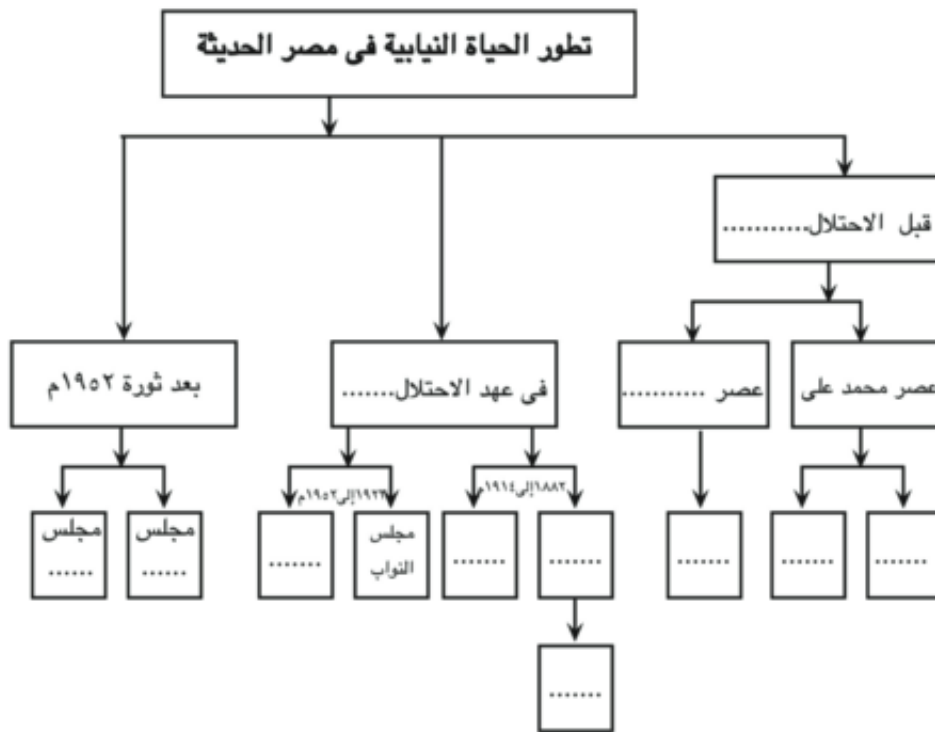 تطور الحياة النيابية فى مصر الحديثة
قبل الاحتلال...........
عصر محمد على
عصر ...........
فى عهد الاحتلال.......
بعد ثورة ١٩٥٢م
١٨٨٢إلى١٩١٤م
١٩٢٣إلى١٩٥٢م
.......
.......
.......
.......
.......
مجلس
النواب
.......
مجلس
......
مجلس
......
.......